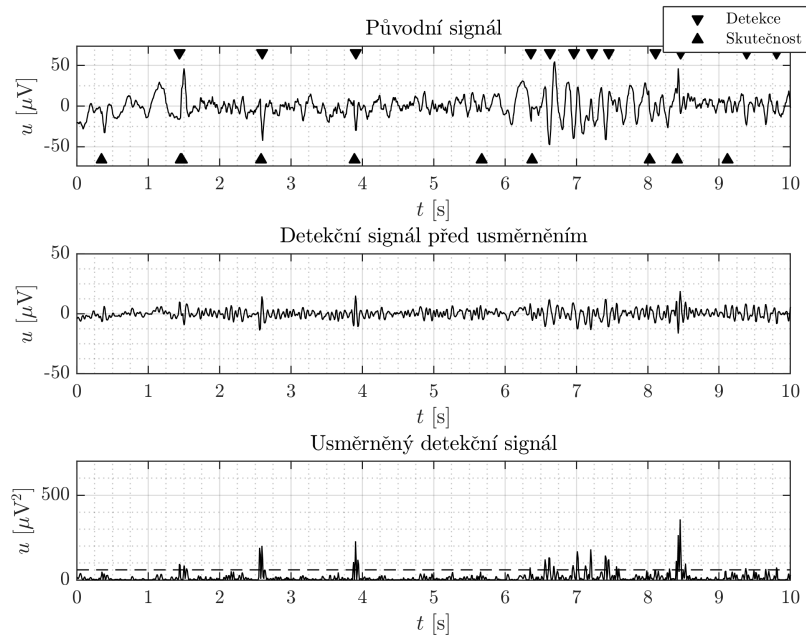 Původní signál
Detekce
Skutečnost
u [µV]
50
0
-50
0 1 2 3 4 5 6 7 8 9 10
t [s]
Detekční signál před usměrněním
u [µV]
50
0
-50
0 1 2 3 4 5 6 7 8 9 10
t [s]
Usměrněný detekční signál
u [µV²]
500
0
0 1 2 3 4 5 6 7 8 9 10
t [s]